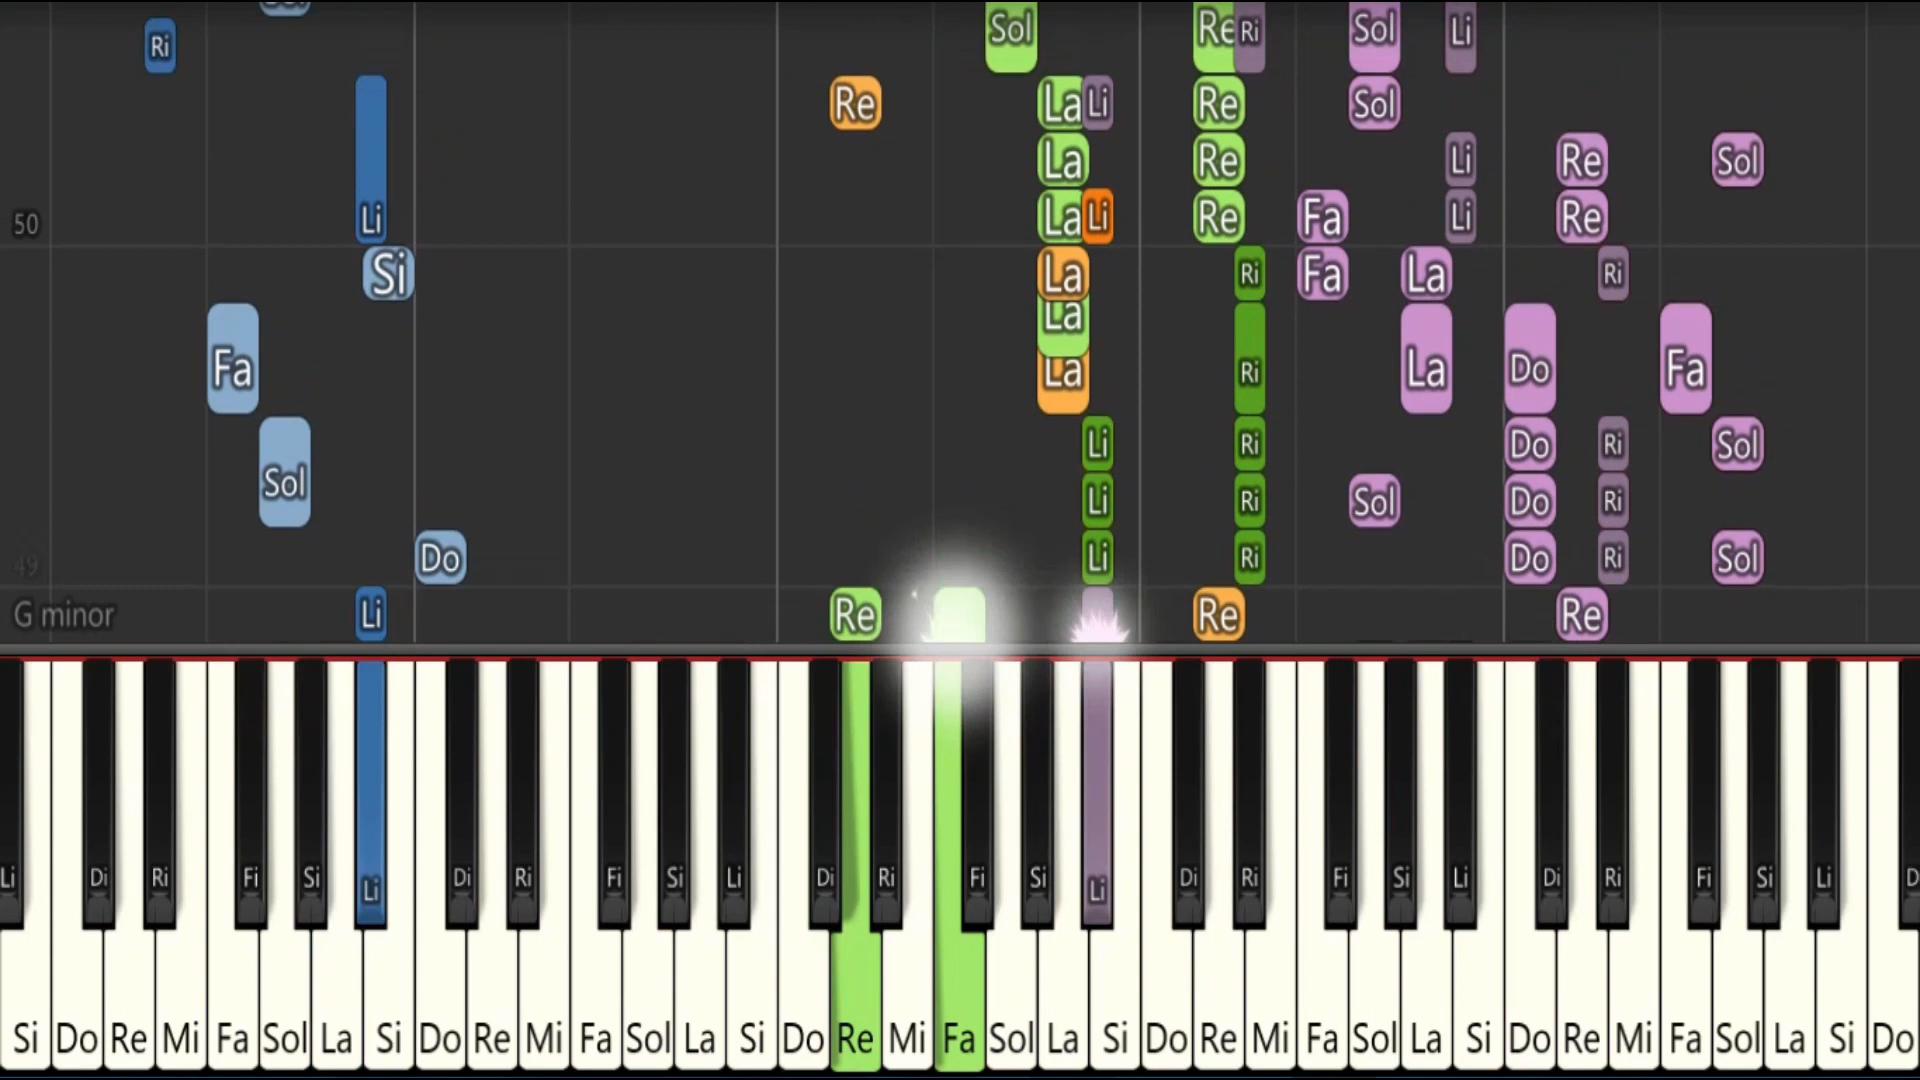 Sol Re Ri Sol Li
Ri
Re La Li Re Sol
La Re Li Re Sol
50 Li La Li Re Fa Li Re
Si La Ri Fa La Ri
La
Fa La Ri La Do Fa
Li Ri Do Ri Sol
Sol Li Ri Sol Do Ri
49 Do Li Ri Do Ri Sol
G minor Li Re Re Re
Li Di Ri Fi Si Li Di Ri Fi Si Li Di Ri Fi Si Li Di Ri Fi Si Li Di Ri Fi Si Li
Si Do Re Mi Fa Sol La Si Do Re Mi Fa Sol La Si Do Re Mi Fa Sol La Si Do Re Mi Fa Sol La Si Do Re Mi Fa Sol La Si Do